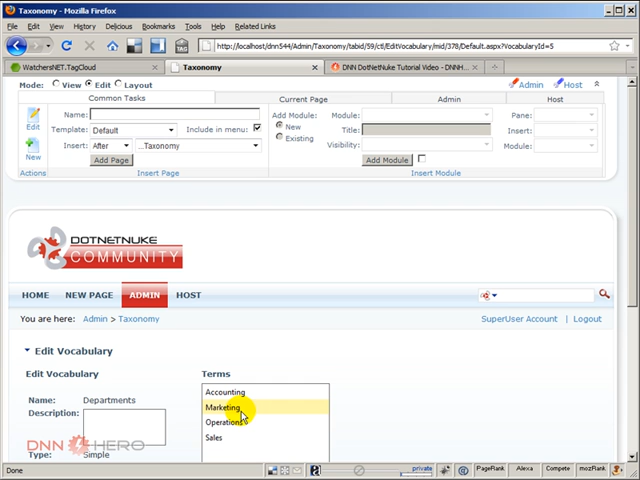 Taxonomy - Mozilla Firefox
File Edit View History Delicious Bookmarks Tools Related Links
http://localhost/dnn544/Admin/Taxonomy/tabid/59/ctl/EditVocabulary/mid/378/Default.aspx?VocabularyId=5
WatchersNET.TagCloud Taxonomy DNN DotNetNuke Tutorial Video - DNNH...
Mode: View Edit Layout Admin Host
Common Tasks Current Page Admin Host
Edit
New
Actions
Name:
Template: Default Include in menu:
Insert: After ...Taxonomy
Add Page
Insert Page
Add Module: New Existing
Module:
Title:
Visibility:
Add Module
Pane:
Insert:
Module:
Insert Module
DOTNETNUKE
COMMUNITY
HOME NEW PAGE ADMIN HOST
You are here: Admin > Taxonomy SuperUser Account | Logout
Edit Vocabulary
Edit Vocabulary Terms
Name: Departments
Description:
Type: Simple
Accounting
Marketing
Operations
Sales
DNN HERO
Done private PageRank Alexa Compete mozRank